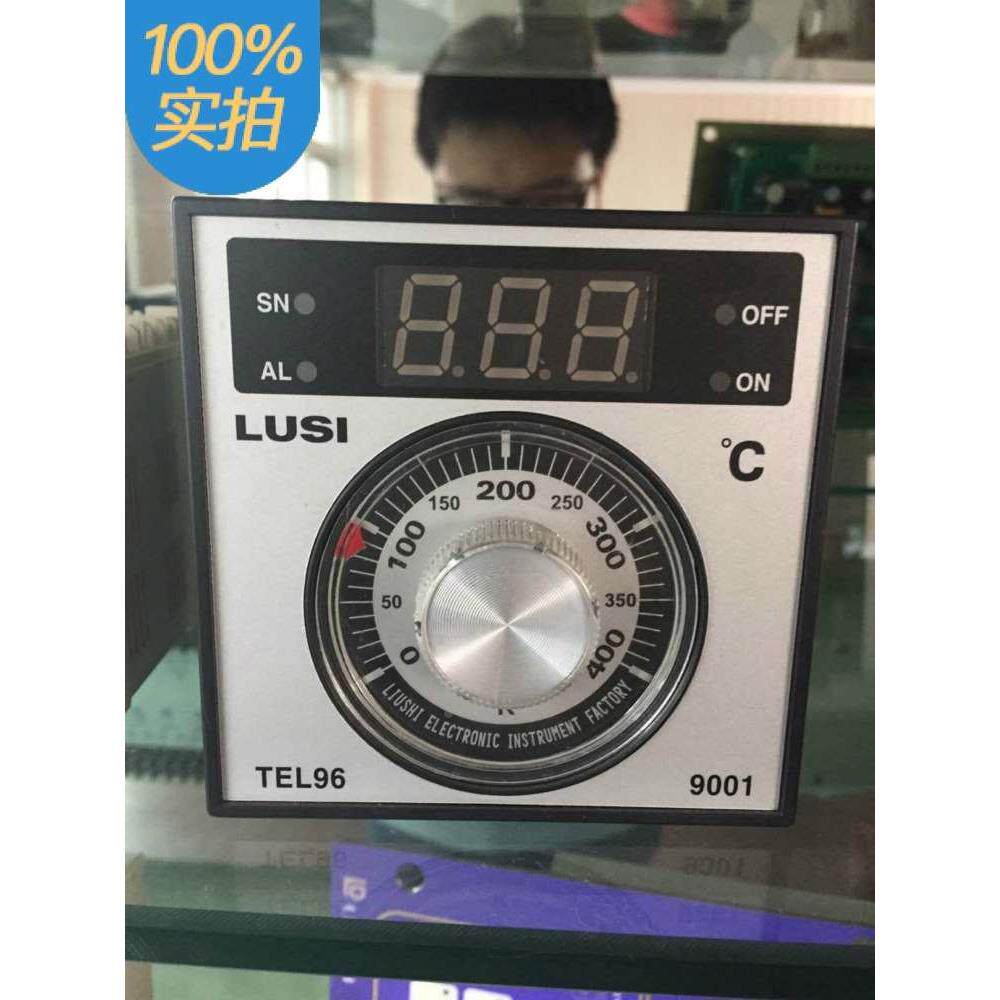 100%
实拍
SN
OFF
AL
ON
LUSI
°C
0
50
100
150
200
250
300
350
400
K
LIUSHI ELECTRONIC INSTRUMENT FACTORY
TEL96
9001